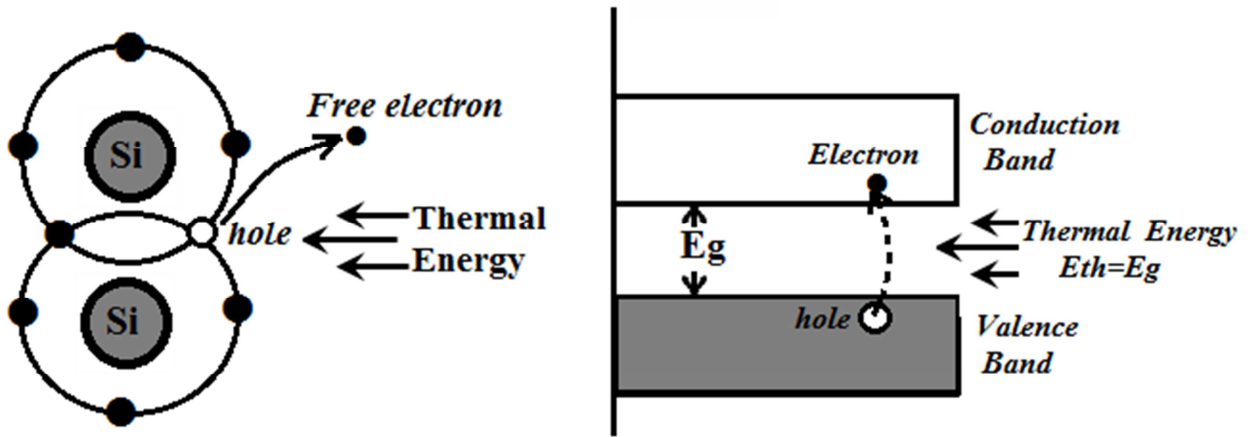 Free electron
Si
hole
Thermal
Energy
Si
Conduction
Band
Electron
Eg
Thermal Energy
Eth=Eg
hole
Valence
Band